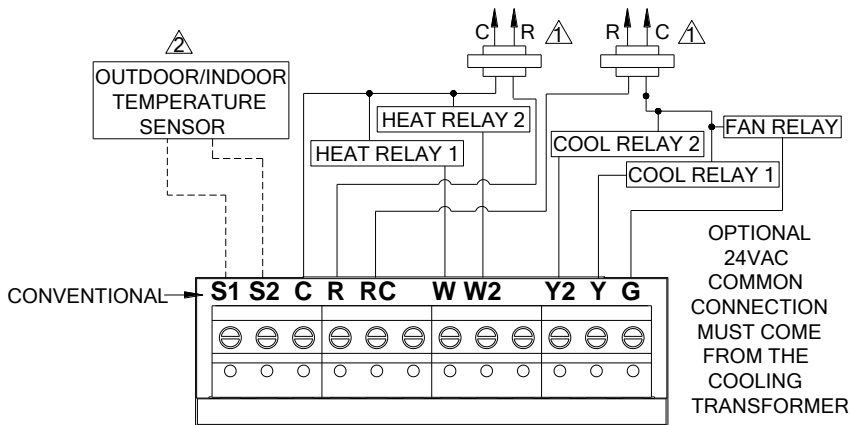 C R 1
R C 1
2
OUTDOOR/INDOOR
TEMPERATURE
SENSOR
HEAT RELAY 2
HEAT RELAY 1
FAN RELAY
COOL RELAY 2
COOL RELAY 1
OPTIONAL
24VAC
COMMON
CONNECTION
MUST COME
FROM THE
COOLING
TRANSFORMER
CONVENTIONAL
S1 S2 C R RC W W2 Y2 Y G